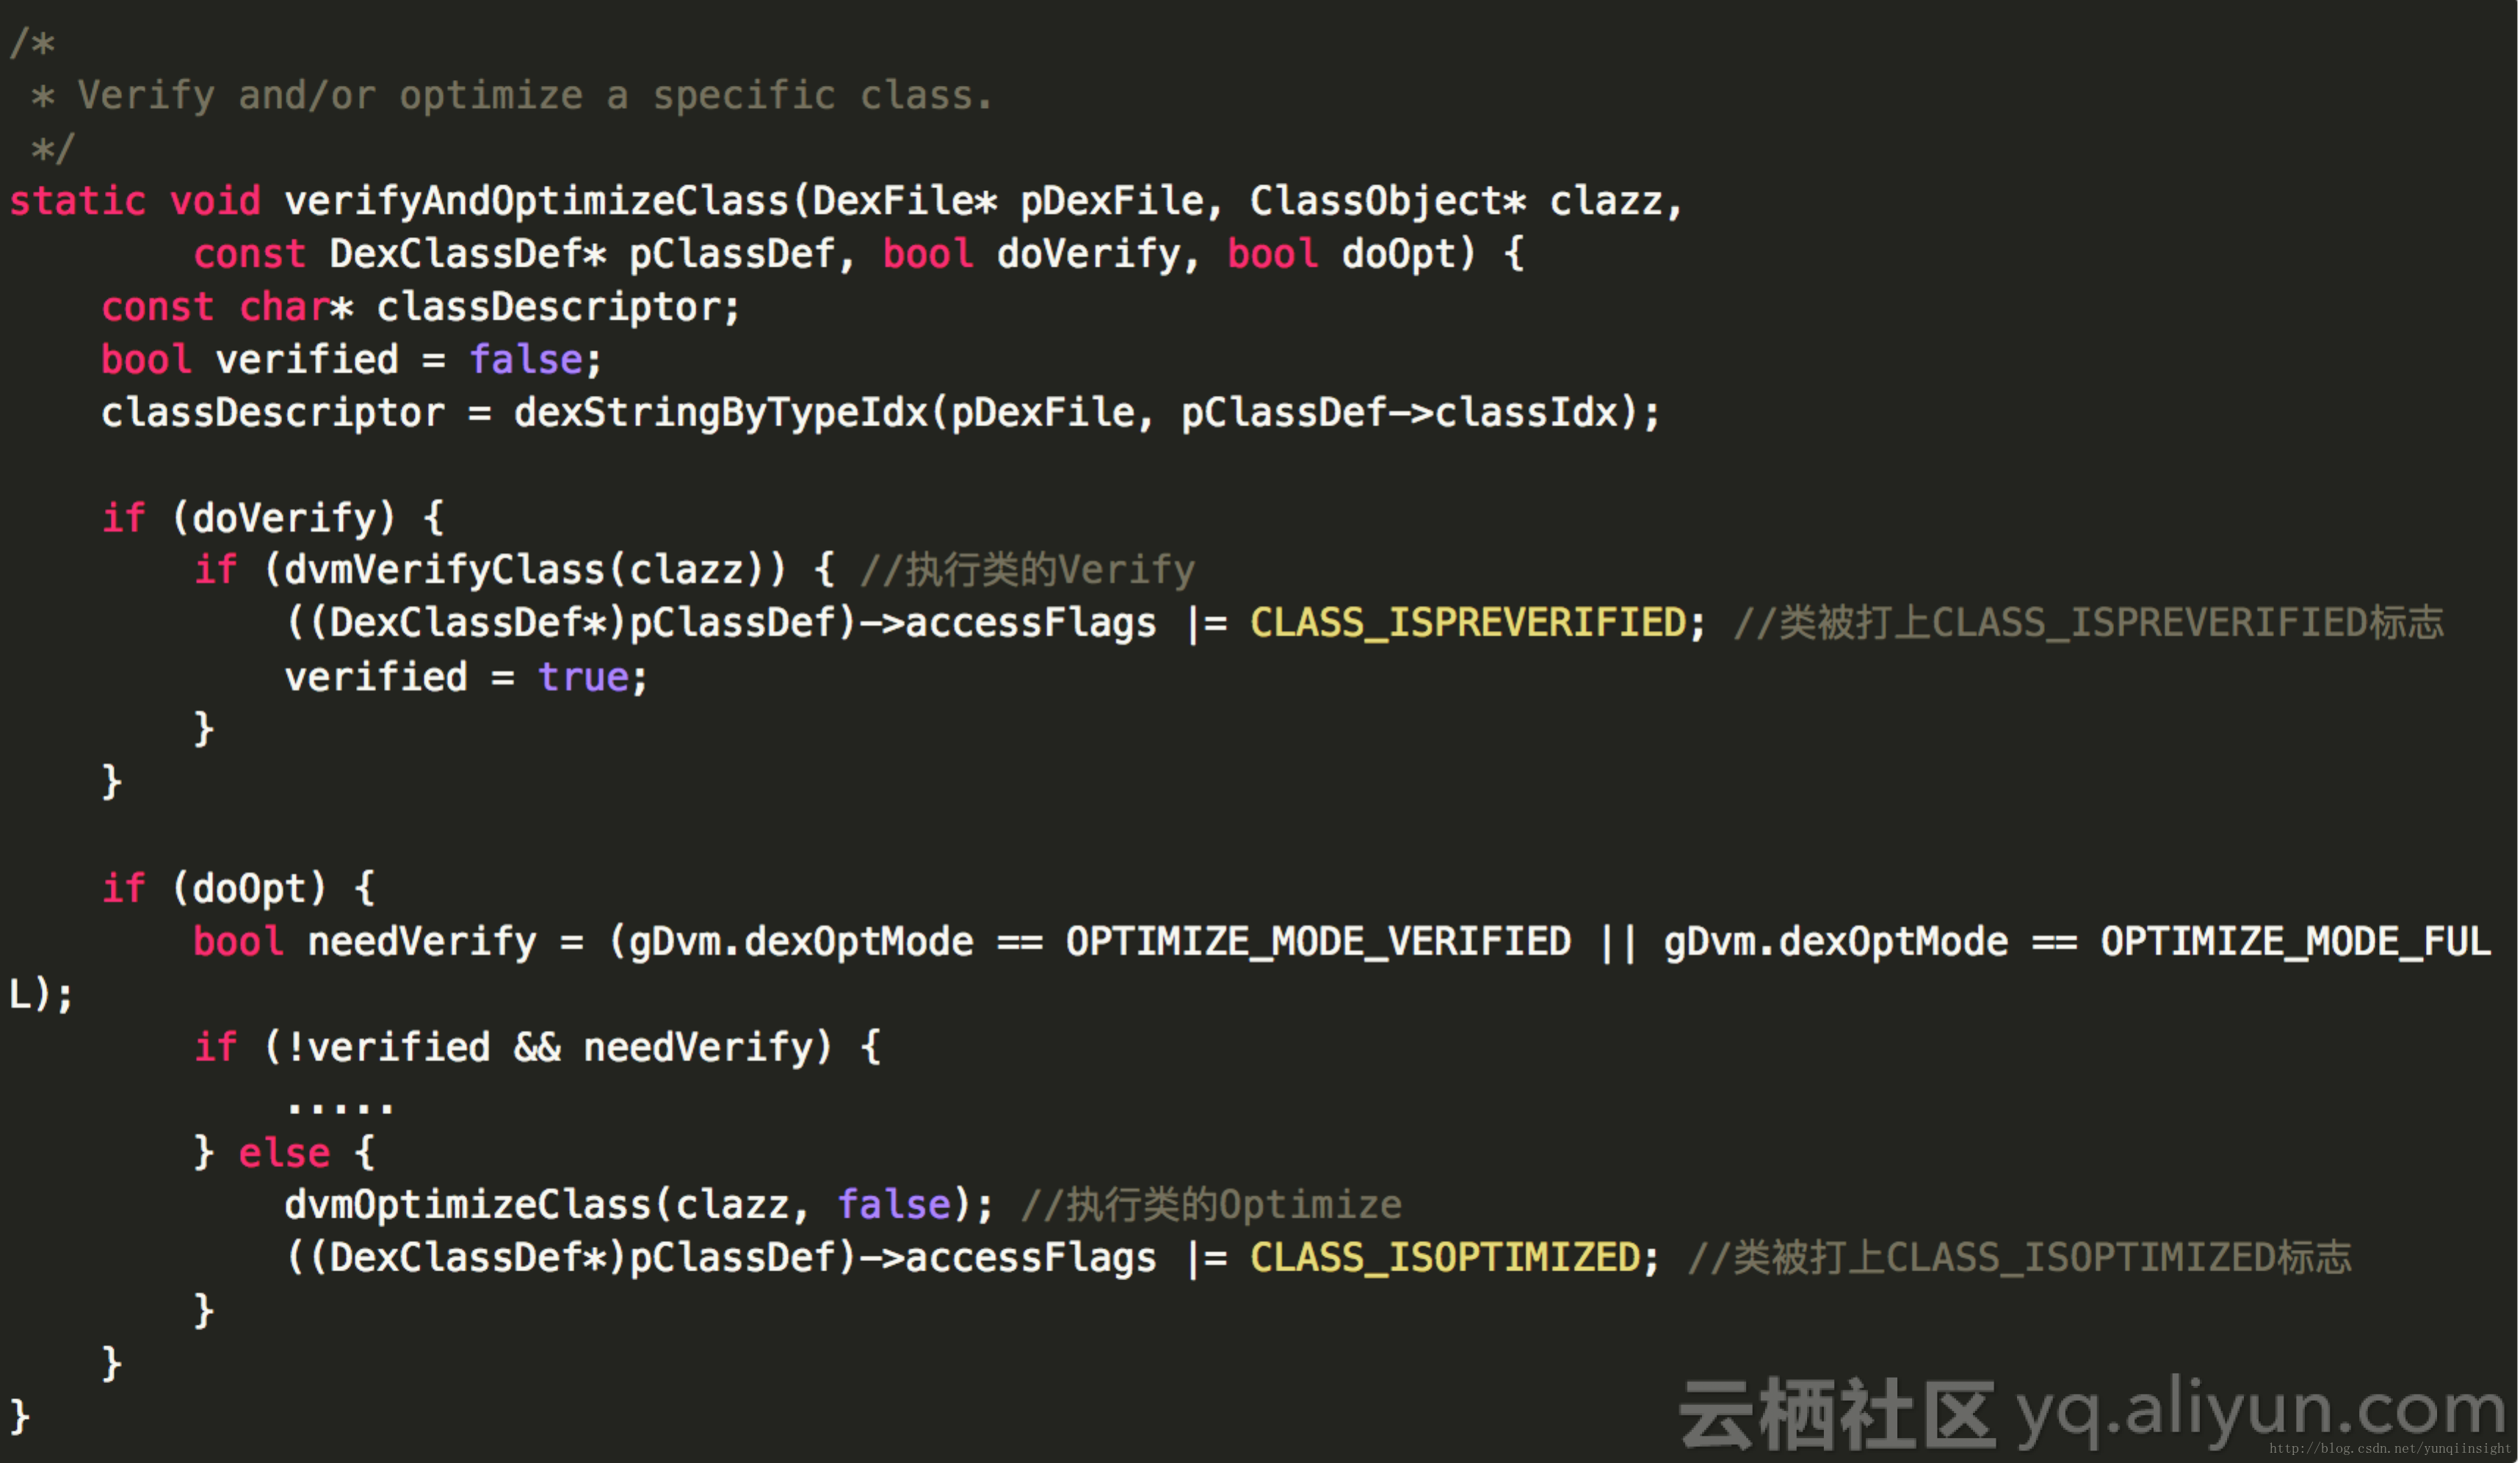 /*
 * Verify and/or optimize a specific class.
 */
static void verifyAndOptimizeClass(DexFile* pDexFile, ClassObject* clazz,
        const DexClassDef* pClassDef, bool doVerify, bool doOpt) {
    const char* classDescriptor;
    bool verified = false;
    classDescriptor = dexStringByTypeIdx(pDexFile, pClassDef->classIdx);

    if (doVerify) {
        if (dvmVerifyClass(clazz)) { //执行类的Verify
            ((DexClassDef*)pClassDef)->accessFlags |= CLASS_ISPREVERIFIED; //类被打上CLASS_ISPREVERIFIED标志
            verified = true;
        }
    }

    if (doOpt) {
        bool needVerify = (gDvm.dexOptMode == OPTIMIZE_MODE_VERIFIED || gDvm.dexOptMode == OPTIMIZE_MODE_FUL
L);
        if (!verified && needVerify) {
            .....
        } else {
            dvmOptimizeClass(clazz, false); //执行类的Optimize
            ((DexClassDef*)pClassDef)->accessFlags |= CLASS_ISOPTIMIZED; //类被打上CLASS_ISOPTIMIZED标志
        }
    }
}
云栖社区 yq.aliyun.com
http://blog.csdn.net/yunqiinsight